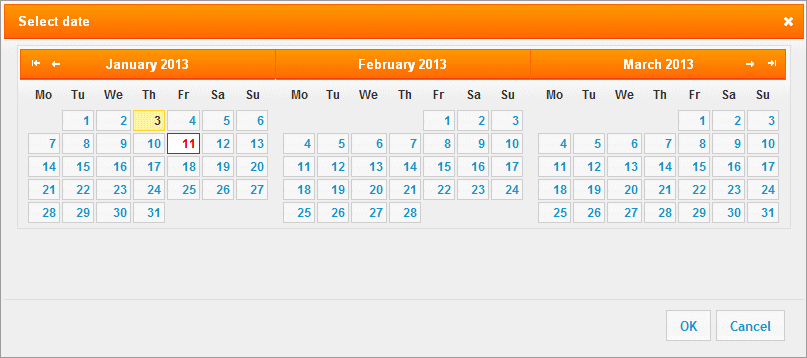 Select date
January 2013 February 2013 March 2013
Mo Tu We Th Fr Sa Su Mo Tu We Th Fr Sa Su Mo Tu We Th Fr Sa Su
1 2 3 4 5 6 1 2 3 1 2 3
7 8 9 10 11 12 13 4 5 6 7 8 9 10 4 5 6 7 8 9 10
14 15 16 17 18 19 20 11 12 13 14 15 16 17 11 12 13 14 15 16 17
21 22 23 24 25 26 27 18 19 20 21 22 23 24 18 19 20 21 22 23 24
28 29 30 31 25 26 27 28 25 26 27 28 29 30 31
OK Cancel